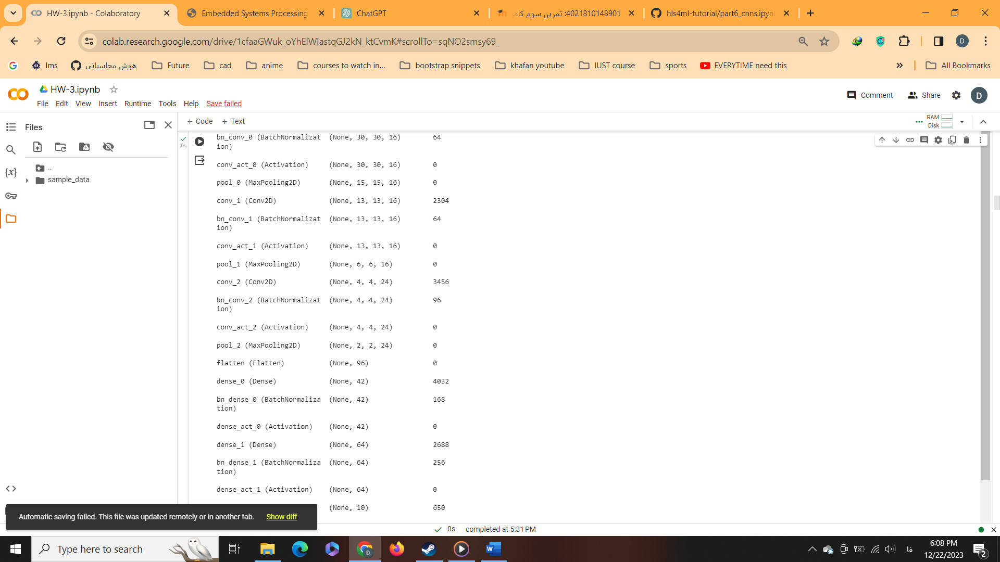 HW-3.ipynb - Colaboratory
Embedded Systems Processing
ChatGPT
4021810148901: تمرین سوم کامر
hls4ml-tutorial/part6_cnns.ipyn
colab.research.google.com/drive/1cfaaGWuk_oYhElWIastqGJ2kN_ktCvmK#scrollTo=sqNO2smsy69_
D
lms
هوش محاسباتی
Future
cad
anime
courses to watch in...
bootstrap snippets
khafan youtube
IUST course
sports
EVERYTIME need this
All Bookmarks
HW-3.ipynb
File Edit View Insert Runtime Tools Help Save failed
Comment
Share
D
Files
+ Code + Text
RAM
Disk
..
sample_data
{x}
0s
bn_conv_0 (BatchNormalizat (None, 30, 30, 16) 64
ion)
conv_act_0 (Activation) (None, 30, 30, 16) 0
pool_0 (MaxPooling2D) (None, 15, 15, 16) 0
conv_1 (Conv2D) (None, 13, 13, 16) 2304
bn_conv_1 (BatchNormalizat (None, 13, 13, 16) 64
ion)
conv_act_1 (Activation) (None, 13, 13, 16) 0
pool_1 (MaxPooling2D) (None, 6, 6, 16) 0
conv_2 (Conv2D) (None, 4, 4, 24) 3456
bn_conv_2 (BatchNormalizat (None, 4, 4, 24) 96
ion)
conv_act_2 (Activation) (None, 4, 4, 24) 0
pool_2 (MaxPooling2D) (None, 2, 2, 24) 0
flatten (Flatten) (None, 96) 0
dense_0 (Dense) (None, 42) 4032
bn_dense_0 (BatchNormaliza (None, 42) 168
tion)
dense_act_0 (Activation) (None, 42) 0
dense_1 (Dense) (None, 64) 2688
bn_dense_1 (BatchNormaliza (None, 64) 256
tion)
dense_act_1 (Activation) (None, 64) 0
(None, 10) 650
Automatic saving failed. This file was updated remotely or in another tab. Show diff
0s completed at 5:31 PM
Type here to search
فا
6:08 PM
12/22/2023
2